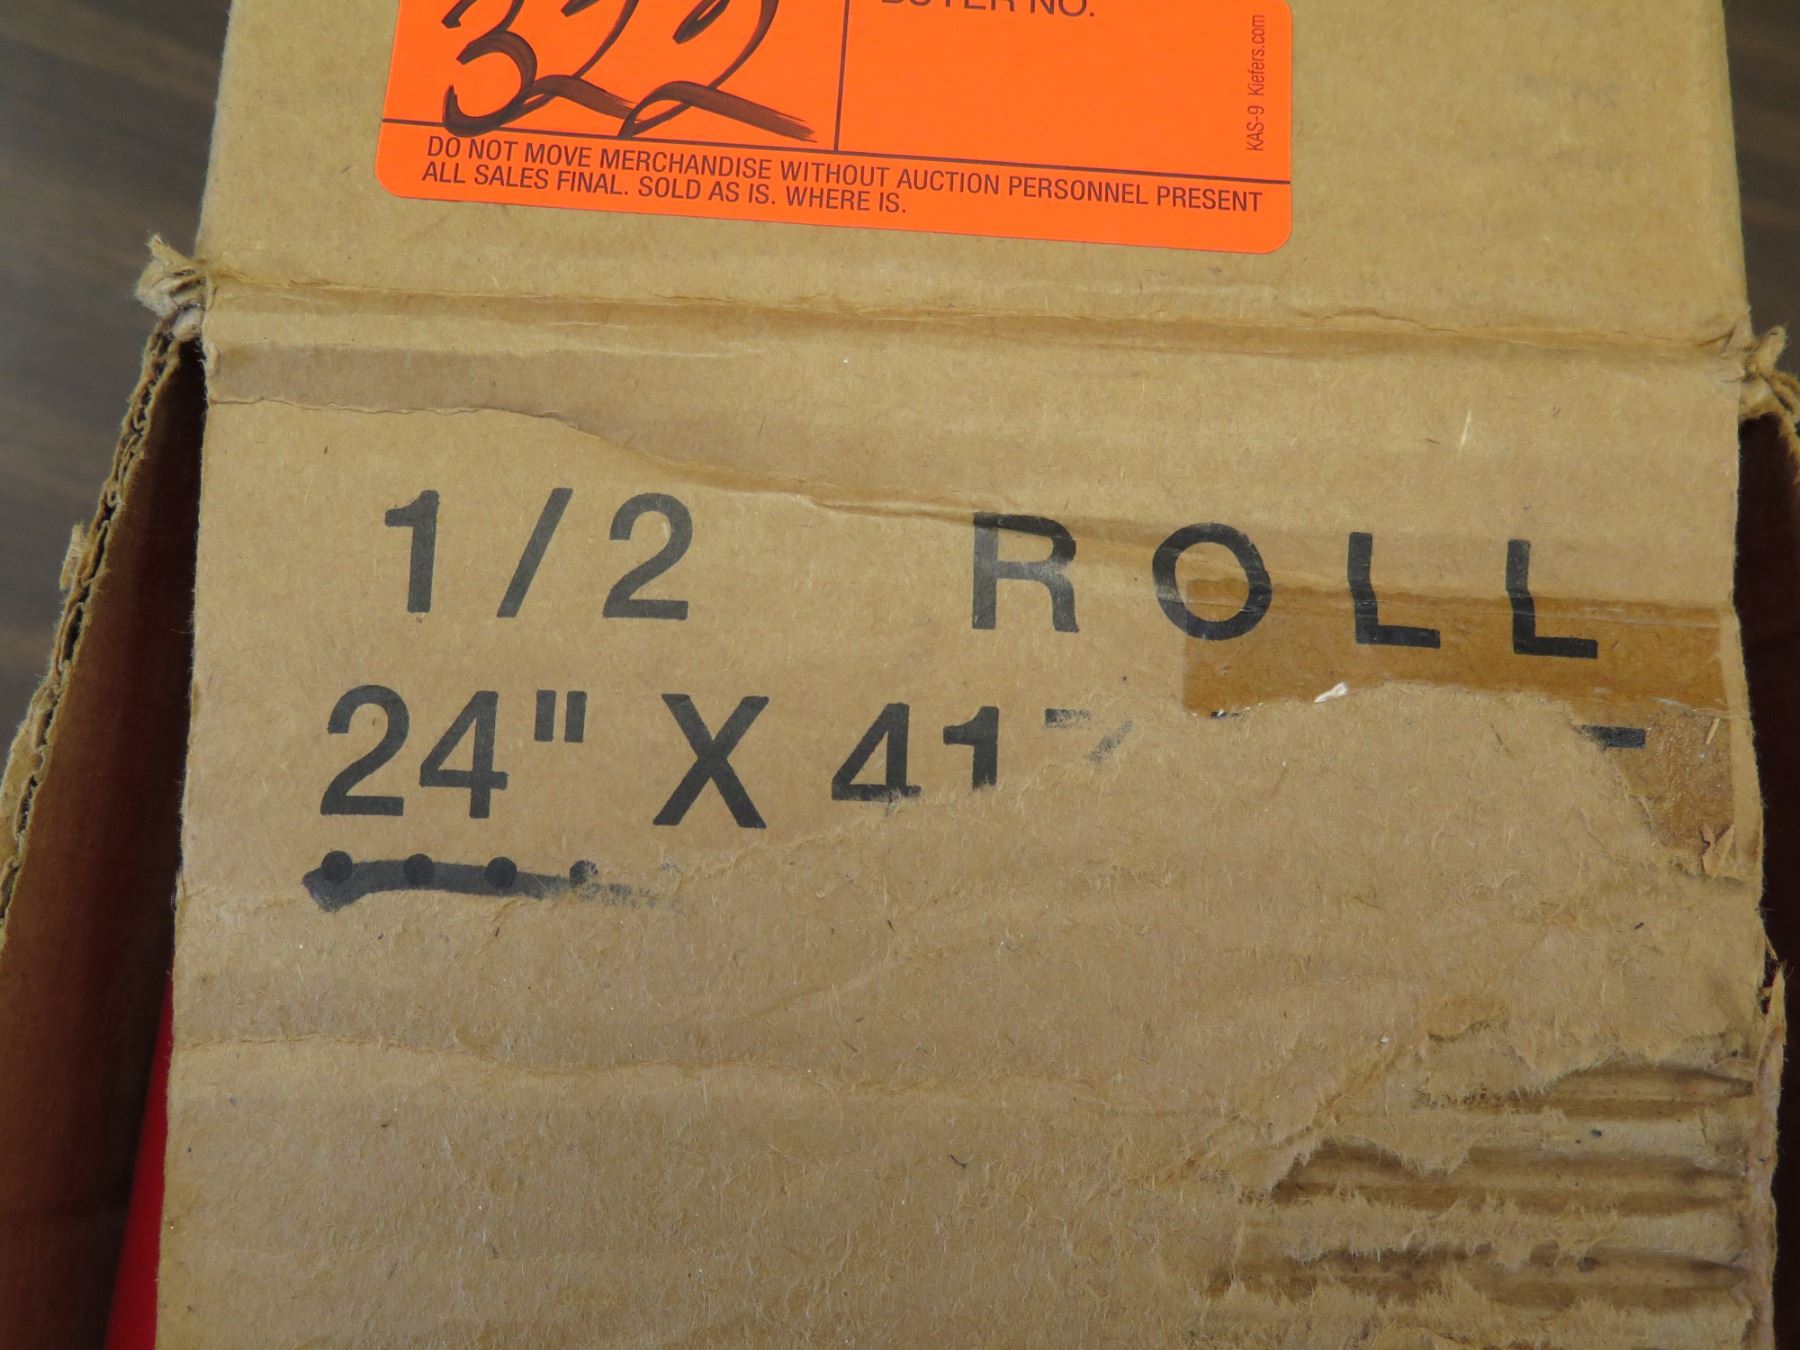 322
BUYER NO.
KAS-9 Kiefers.com
DO NOT MOVE MERCHANDISE WITHOUT AUCTION PERSONNEL PRESENT
ALL SALES FINAL. SOLD AS IS. WHERE IS.
1/2 ROLL
24" X 417